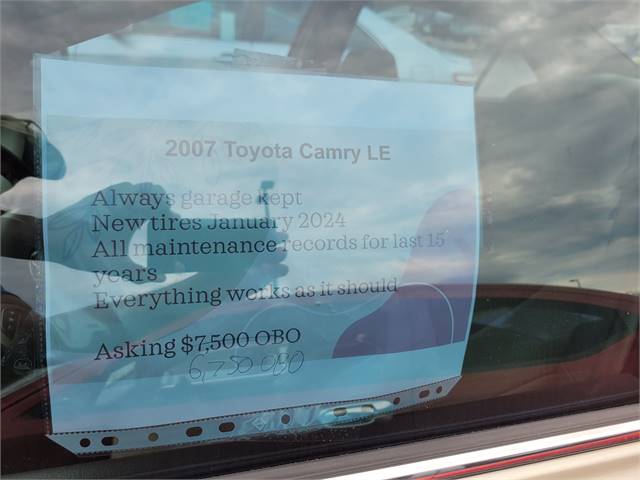 2007 Toyota Camry LE
Always garage kept
New tires January 2024
All maintenance records for last 15
years
Everything works as it should
Asking $7,500 OBO
6,750 OBO